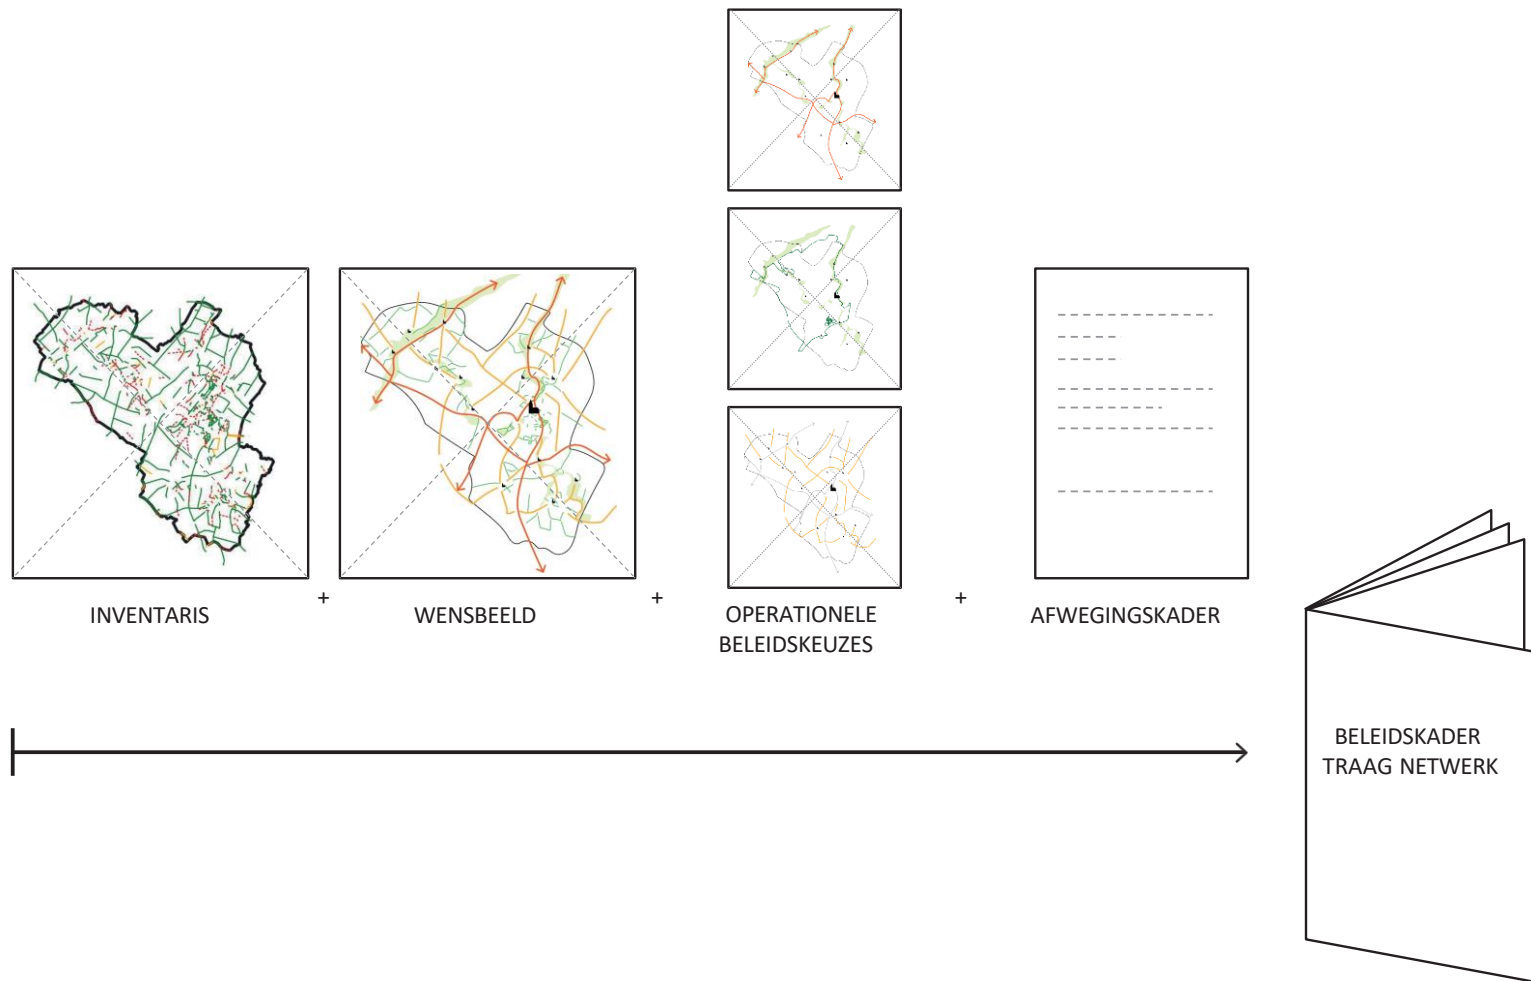 INVENTARIS
+
WENSBEELD
+
OPERATIONELE
BELEIDSKEUZES
+
AFWEGINGSKADER
BELEIDSKADER
TRAAG NETWERK